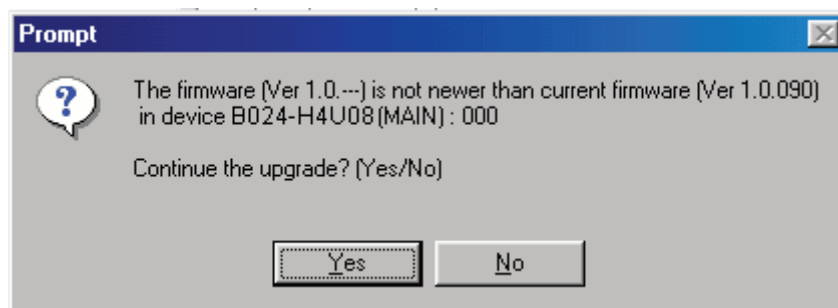 Prompt
The firmware (Ver 1.0.---) is not newer than current firmware (Ver 1.0.090)
in device B024-H4U08(MAIN) : 000
Continue the upgrade? (Yes/No)
Yes
No